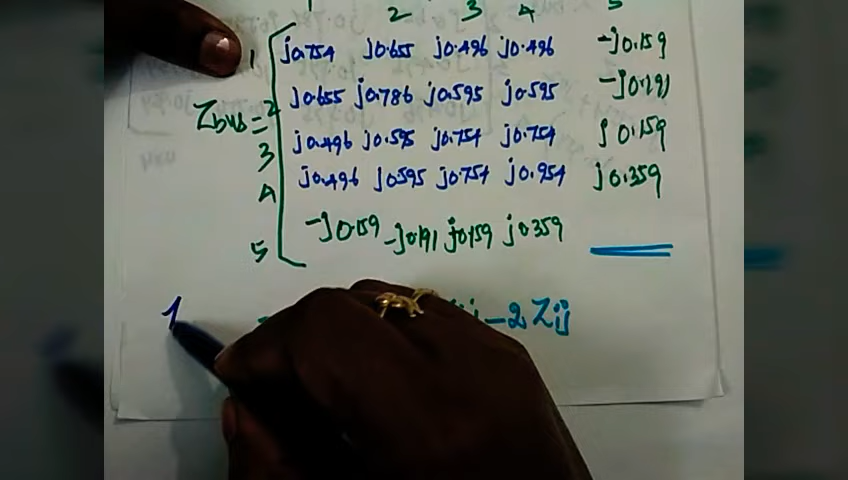 2 3 4 5
1 j0.754 j0.655 j0.496 j0.496 -j0.159
Zbus = 2 j0.655 j0.786 j0.595 j0.595 -j0.191
3 j0.496 j0.595 j0.754 j0.754 j0.159
4 j0.496 j0.595 j0.754 j0.954 j0.359
5 -j0.159 -j0.191 j0.159 j0.359
- 2Zij